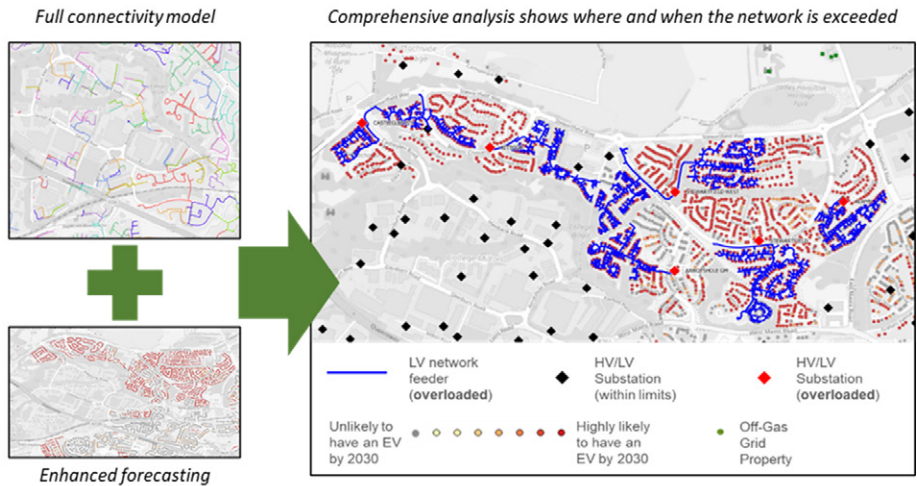 Full connectivity model
Comprehensive analysis shows where and when the network is exceeded
LV network
feeder
(overloaded)
HV/LV
Substation
(within limits)
HV/LV
Substation
(overloaded)
Unlikely to
have an EV
by 2030
Highly likely
to have an
EV by 2030
Off-Gas
Grid
Property
Enhanced forecasting